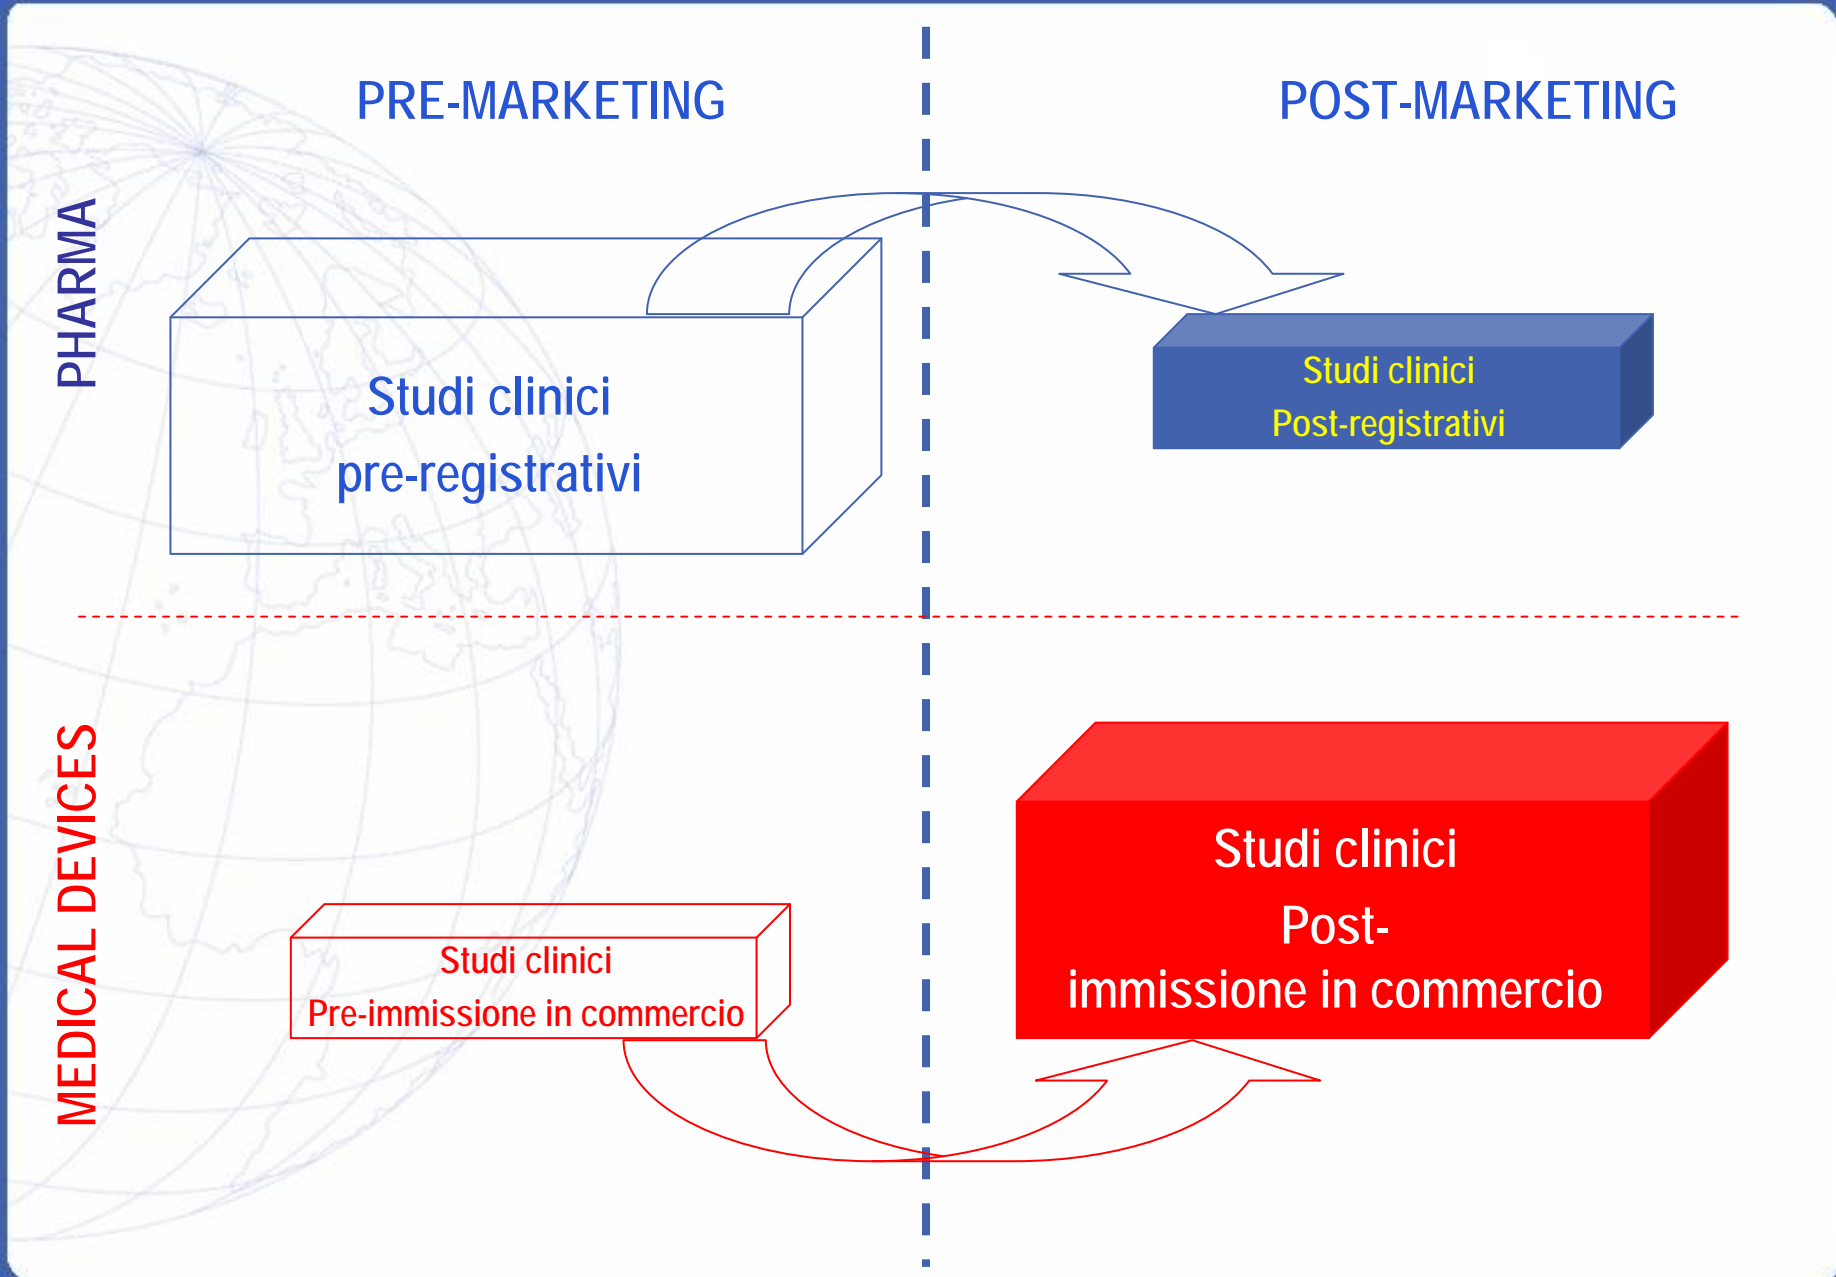 PRE-MARKETING
POST-MARKETING
PHARMA
Studi clinici
pre-registrativi
Studi clinici
Post-registrativi
MEDICAL DEVICES
Studi clinici
Pre-immissione in commercio
Studi clinici
Post-
immissione in commercio